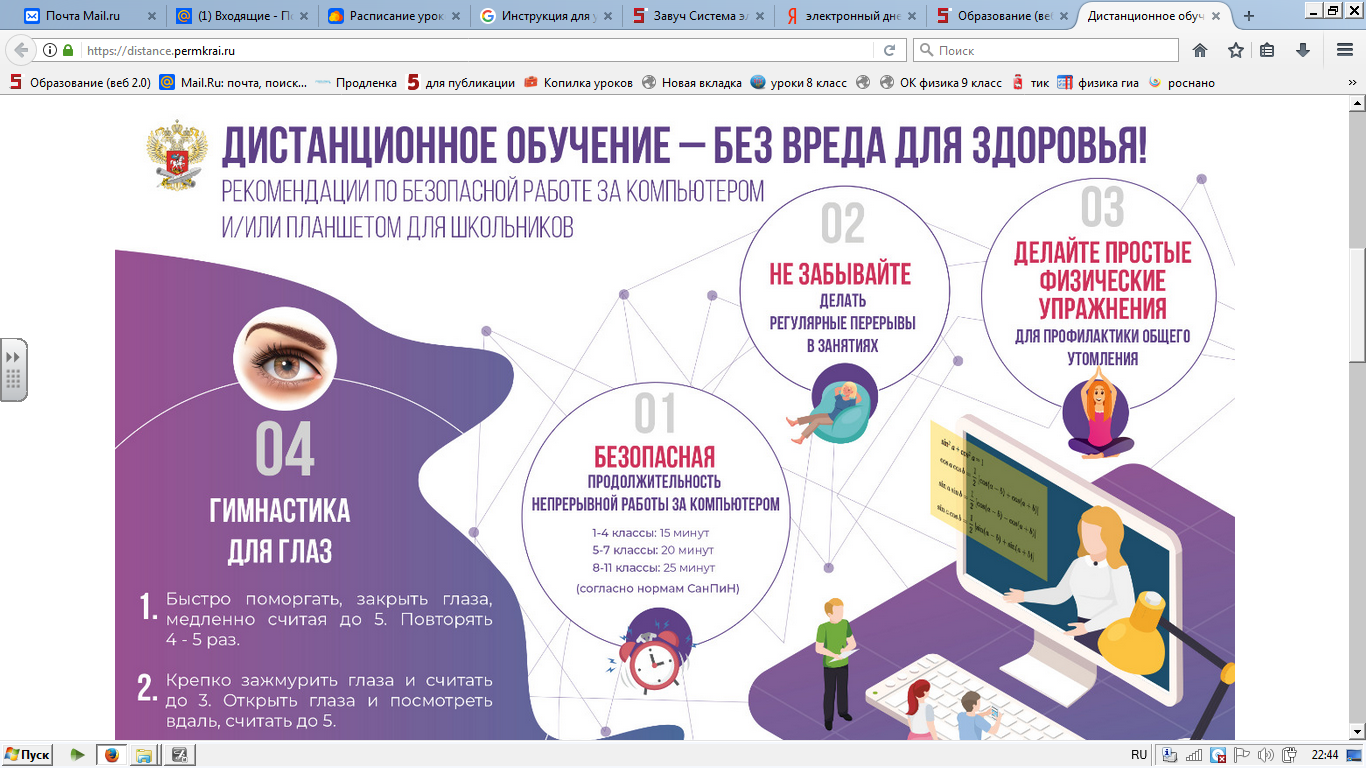 Почта Mail.ru
(1) Входящие - По
Расписание урок
Инструкция для у
Завуч Система эл
электронный дне
Образование (ве
Дистанционное обуч
https://distance.permkrai.ru
Поиск
Образование (веб 2.0)
Mail.Ru: почта, поиск...
Продленка
для публикации
Копилка уроков
Новая вкладка
уроки 8 класс
ОК физика 9 класс
тик
физика гиа
роснано
ДИСТАНЦИОННОЕ ОБУЧЕНИЕ – БЕЗ ВРЕДА ДЛЯ ЗДОРОВЬЯ!
РЕКОМЕНДАЦИИ ПО БЕЗОПАСНОЙ РАБОТЕ ЗА КОМПЬЮТЕРОМ
И/ИЛИ ПЛАНШЕТОМ ДЛЯ ШКОЛЬНИКОВ
01
БЕЗОПАСНАЯ
ПРОДОЛЖИТЕЛЬНОСТЬ
НЕПРЕРЫВНОЙ РАБОТЫ ЗА КОМПЬЮТЕРОМ
1-4 классы: 15 минут
5-7 классы: 20 минут
8-11 классы: 25 минут
(согласно нормам СанПиН)
02
НЕ ЗАБЫВАЙТЕ
ДЕЛАТЬ
РЕГУЛЯРНЫЕ ПЕРЕРЫВЫ
В ЗАНЯТИЯХ
03
ДЕЛАЙТЕ ПРОСТЫЕ
ФИЗИЧЕСКИЕ
УПРАЖНЕНИЯ
ДЛЯ ПРОФИЛАКТИКИ ОБЩЕГО
УТОМЛЕНИЯ
04
ГИМНАСТИКА
ДЛЯ ГЛАЗ
1. Быстро поморгать, закрыть глаза,
медленно считая до 5. Повторять
4 - 5 раз.
2. Крепко зажмурить глаза и считать
до 3. Открыть глаза и посмотреть
вдаль, считать до 5.
Пуск
RU
22:44